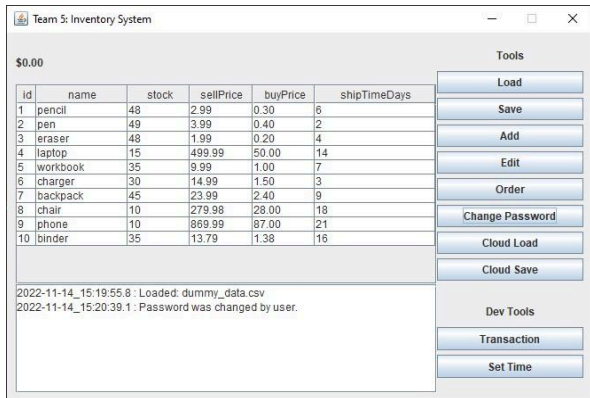 Team 5: Inventory System
$0.00
id name stock sellPrice buyPrice shipTimeDays
1 pencil 48 2.99 0.30 6
2 pen 49 3.99 0.40 2
3 eraser 48 1.99 0.20 4
4 laptop 15 499.99 50.00 14
5 workbook 35 9.99 1.00 7
6 charger 30 14.99 1.50 3
7 backpack 45 23.99 2.40 9
8 chair 10 279.98 28.00 18
9 phone 10 869.99 87.00 21
10 binder 35 13.79 1.38 16
2022-11-14_15:19:55.8 : Loaded: dummy_data.csv
2022-11-14_15:20:39.1 : Password was changed by user.
Tools
Load
Save
Add
Edit
Order
Change Password
Cloud Load
Cloud Save
Dev Tools
Transaction
Set Time